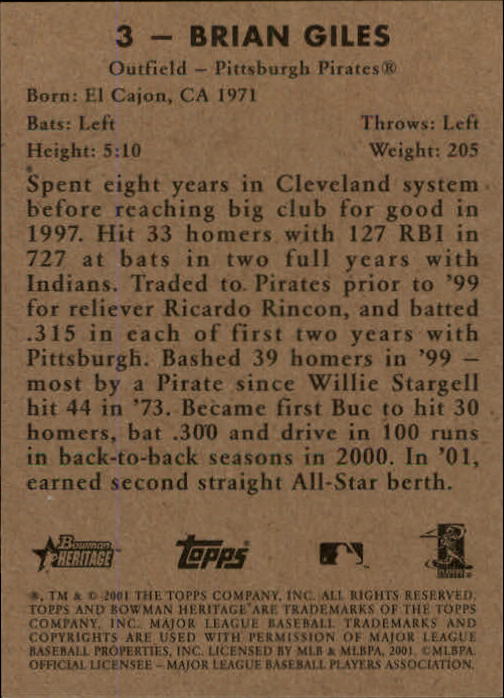 3 – BRIAN GILES
Outfield – Pittsburgh Pirates®
Born: El Cajon, CA 1971
Bats: Left Throws: Left
Height: 5:10 Weight: 205
Spent eight years in Cleveland system
before reaching big club for good in
1997. Hit 33 homers with 127 RBI in
727 at bats in two full years with
Indians. Traded to Pirates prior to '99
for reliever Ricardo Rincon, and batted
.315 in each of first two years with
Pittsburgh. Bashed 39 homers in '99 –
most by a Pirate since Willie Stargell
hit 44 in '73. Became first Buc to hit 30
homers, bat .300 and drive in 100 runs
in back-to-back seasons in 2000. In '01,
earned second straight All-Star berth.
Bowman HERITAGE topps
®, TM & © 2001 THE TOPPS COMPANY, INC. ALL RIGHTS RESERVED.
TOPPS AND BOWMAN HERITAGE ARE TRADEMARKS OF THE TOPPS
COMPANY, INC. MAJOR LEAGUE BASEBALL TRADEMARKS AND
COPYRIGHTS ARE USED WITH PERMISSION OF MAJOR LEAGUE
BASEBALL PROPERTIES, INC. LICENSED BY MLB & MLBPA, 2001. ©MLBPA.
OFFICIAL LICENSEE – MAJOR LEAGUE BASEBALL PLAYERS ASSOCIATION.